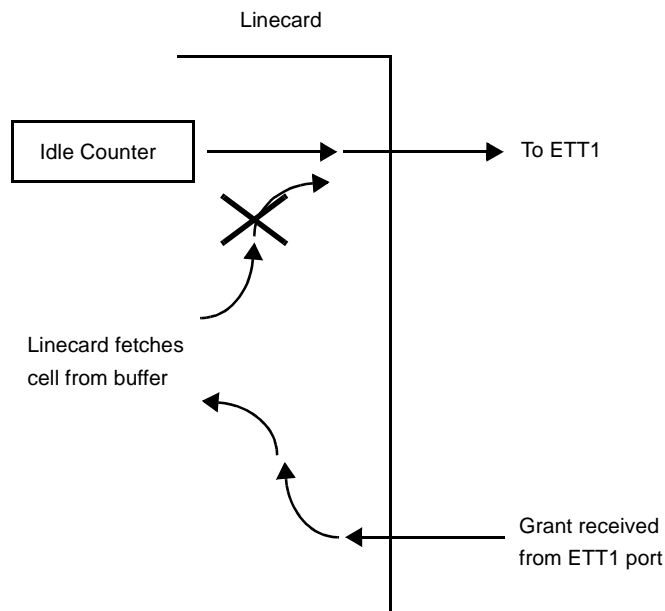 Linecard
Idle Counter
To ETT1
Linecard fetches
cell from buffer
Grant received
from ETT1 port